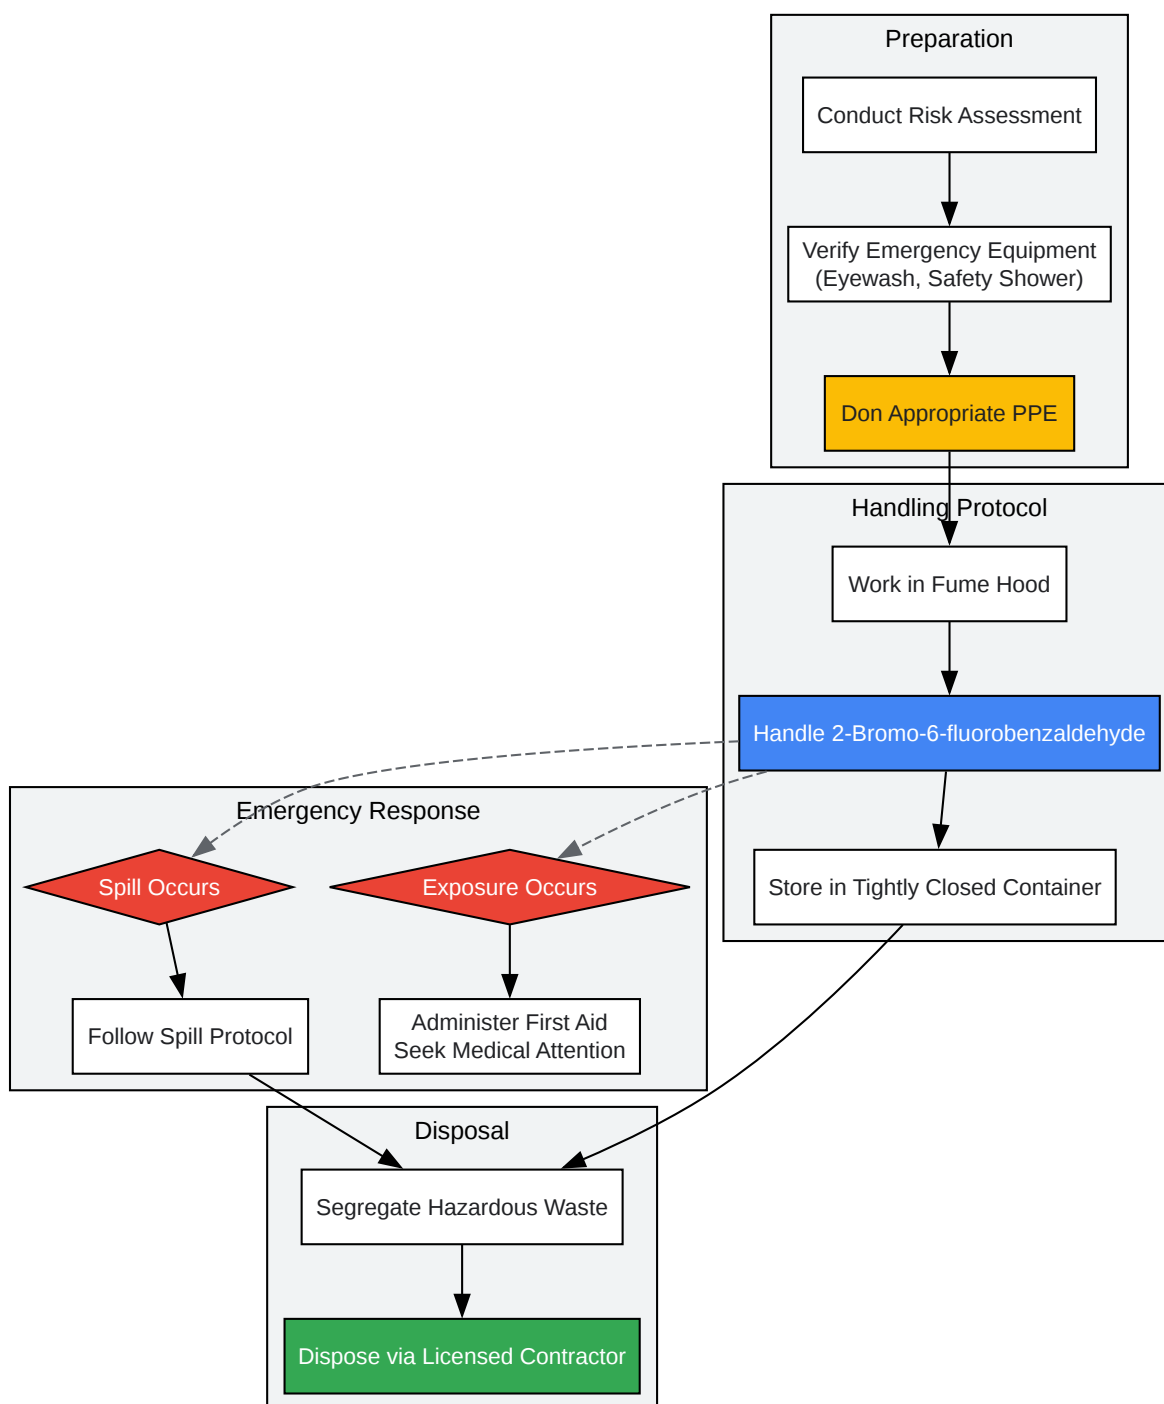 Preparation
Conduct Risk Assessment
Verify Emergency Equipment
(Eyewash, Safety Shower)
Don Appropriate PPE
Handling Protocol
Work in Fume Hood
Handle 2-Bromo-6-fluorobenzaldehyde
Store in Tightly Closed Container
Emergency Response
Spill Occurs
Exposure Occurs
Follow Spill Protocol
Administer First Aid
Seek Medical Attention
Disposal
Segregate Hazardous Waste
Dispose via Licensed Contractor